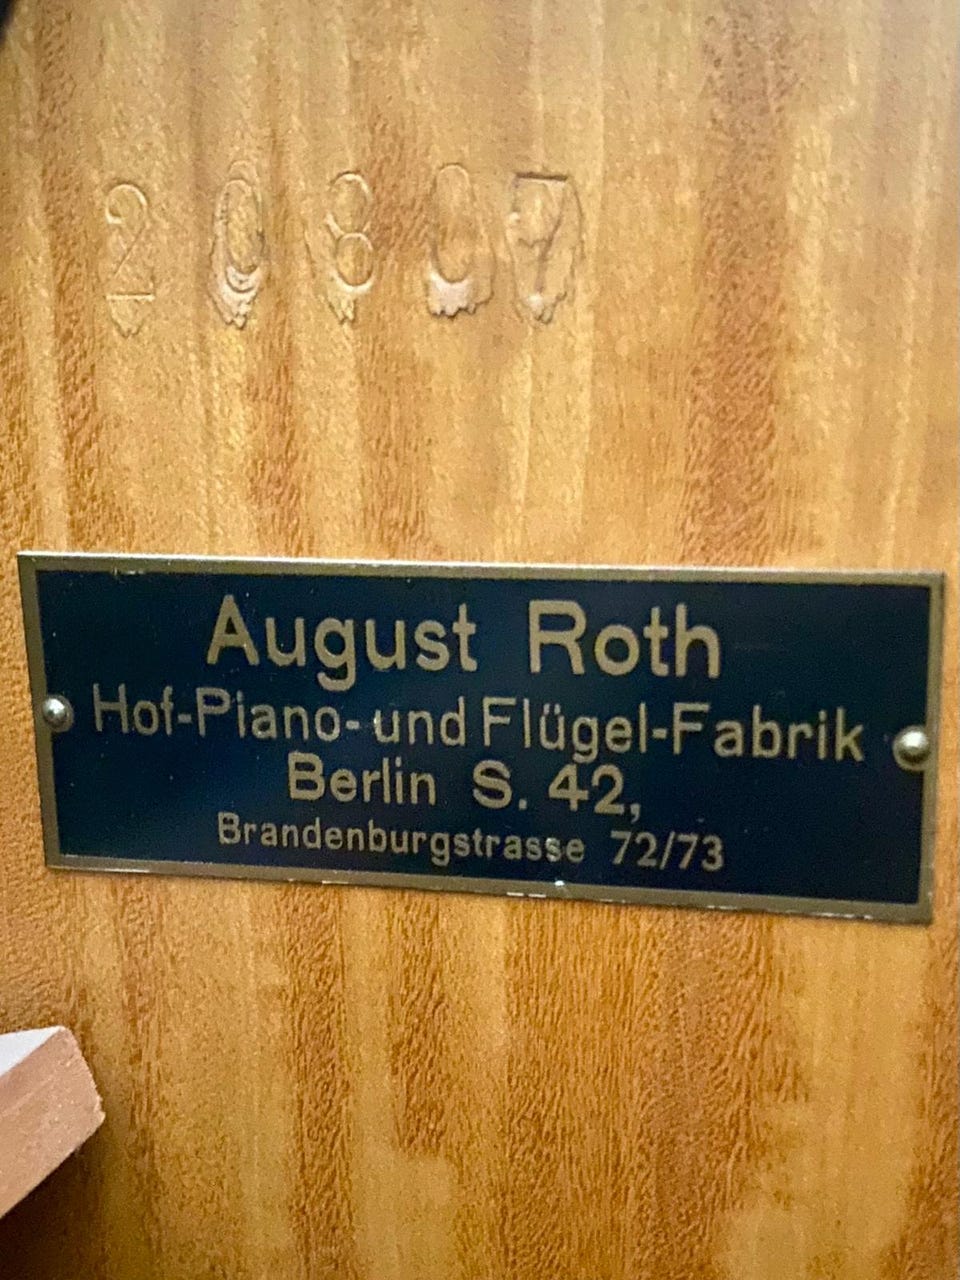 20807
August Roth
Hof-Piano- und Flügel-Fabrik
Berlin S. 42,
Brandenburgstrasse 72/73